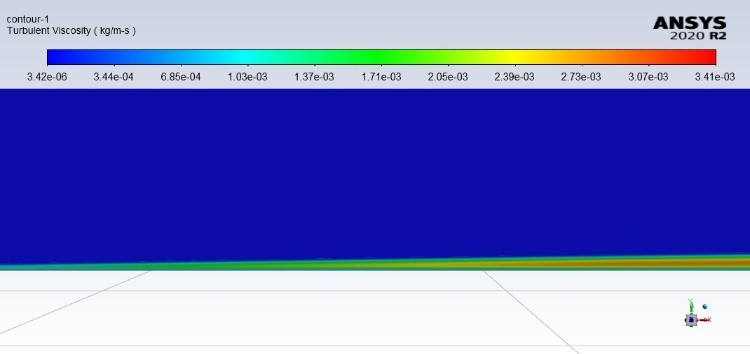 contour-1
Turbulent Viscosity ( kg/m-s )
ANSYS
2020 R2
3.42e-06 3.44e-04 6.85e-04 1.03e-03 1.37e-03 1.71e-03 2.05e-03 2.39e-03 2.73e-03 3.07e-03 3.41e-03
Y
X